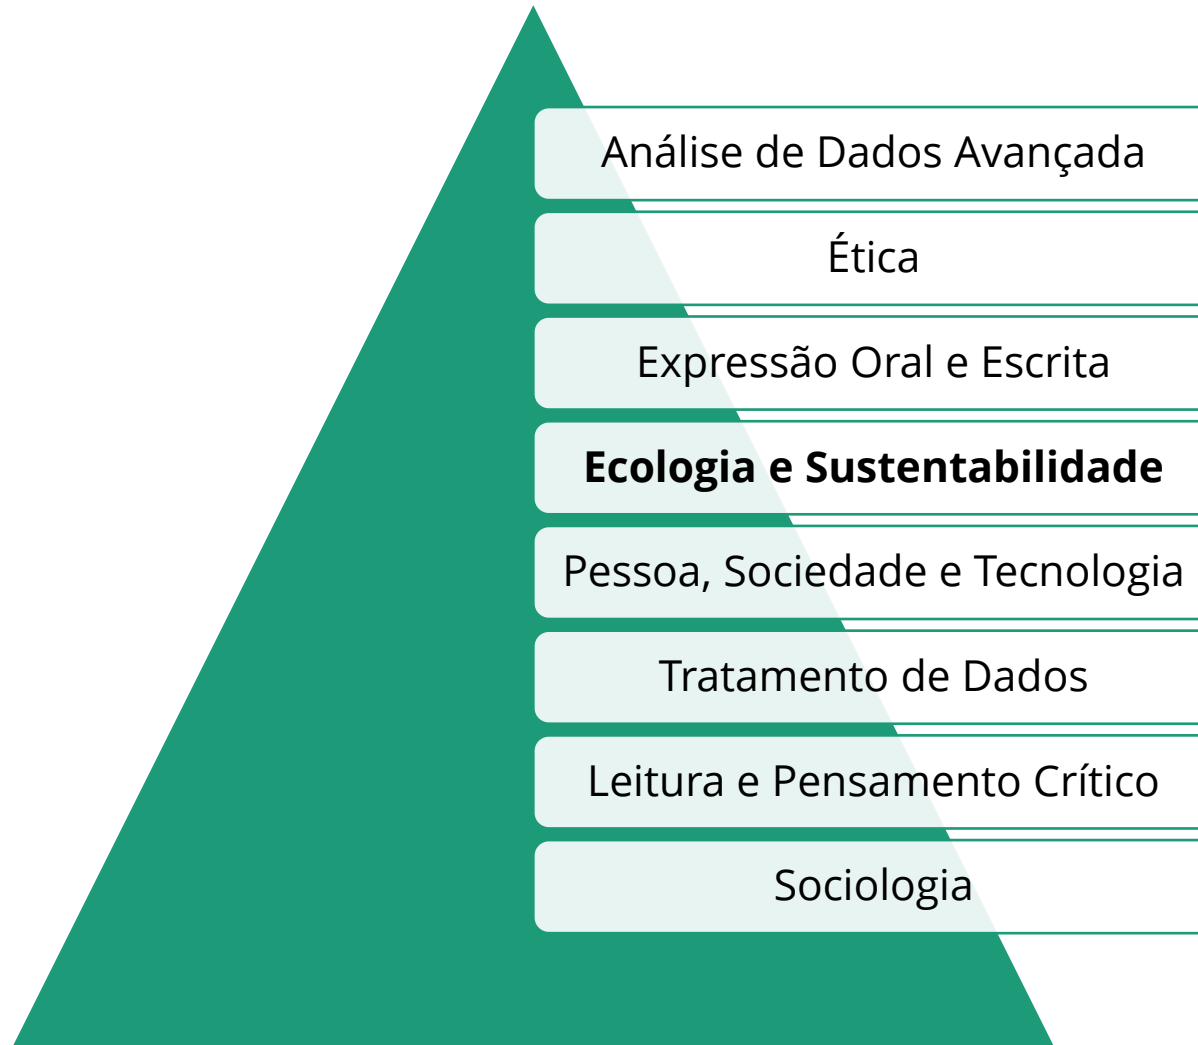 Análise de Dados Avançada
Ética
Expressão Oral e Escrita
Ecologia e Sustentabilidade
Pessoa, Sociedade e Tecnologia
Tratamento de Dados
Leitura e Pensamento Crítico
Sociologia